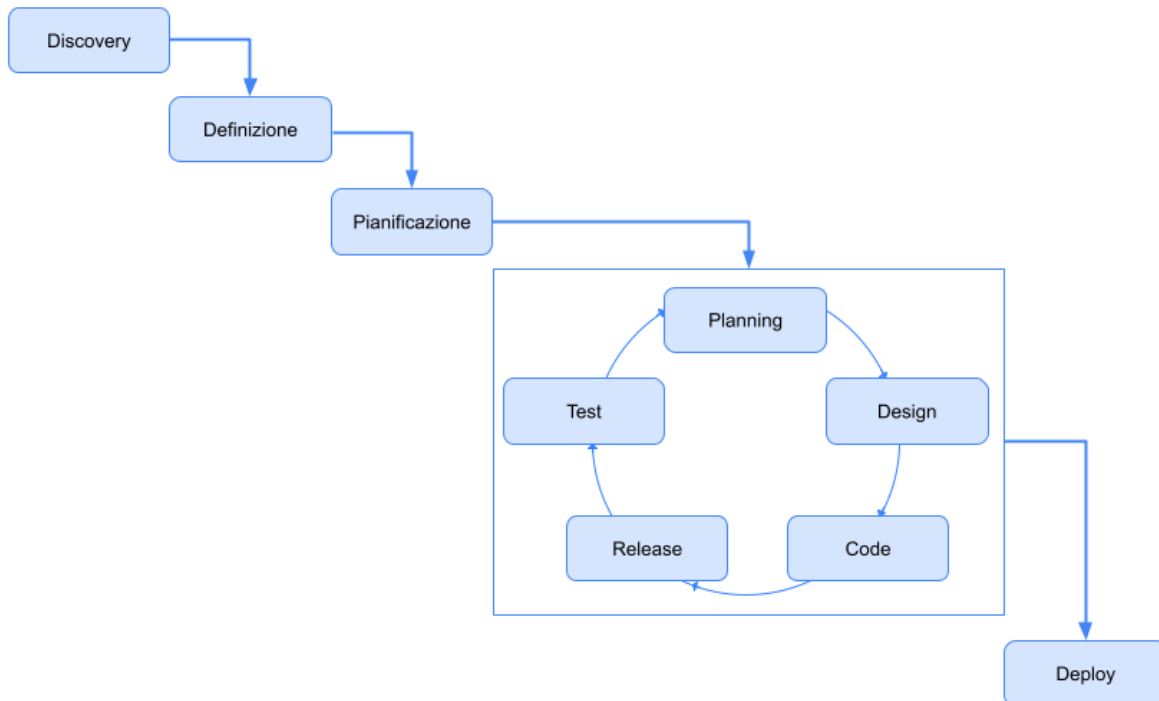 Discovery
Definizione
Pianificazione
Planning
Test
Design
Release
Code
Deploy